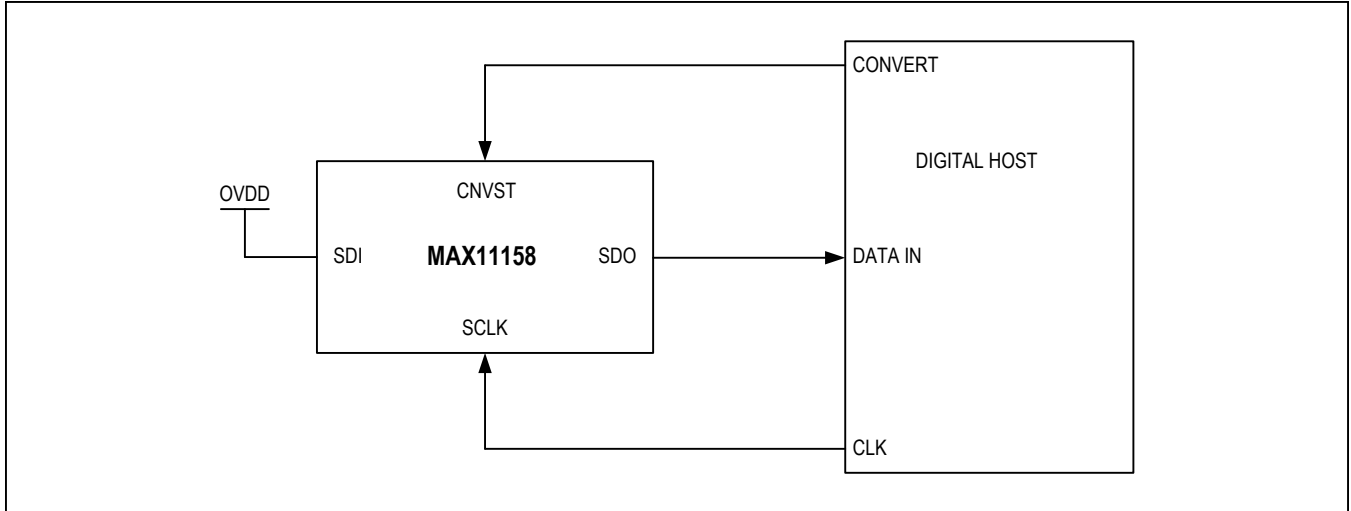 CONVERT
DIGITAL HOST
CNVST
OVDD
SDI
MAX11158
SDO
DATA IN
SCLK
CLK